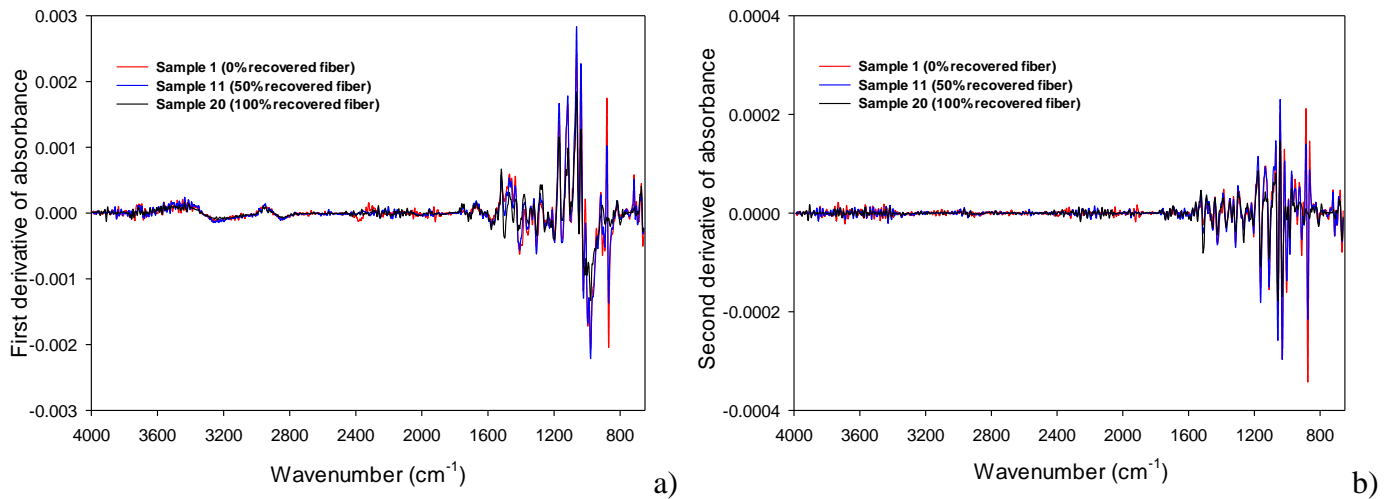 First derivative of absorbance
0.003
0.002
0.001
0.000
-0.001
-0.002
-0.003
Sample 1 (0% recovered fiber)
Sample 11 (50% recovered fiber)
Sample 20 (100% recovered fiber)
4000 3600 3200 2800 2400 2000 1600 1200 800
Wavenumber (cm⁻¹)
a)
Second derivative of absorbance
0.0004
0.0002
0.0000
-0.0002
-0.0004
Sample 1 (0% recovered fiber)
Sample 11 (50% recovered fiber)
Sample 20 (100% recovered fiber)
4000 3600 3200 2800 2400 2000 1600 1200 800
Wavenumber (cm⁻¹)
b)